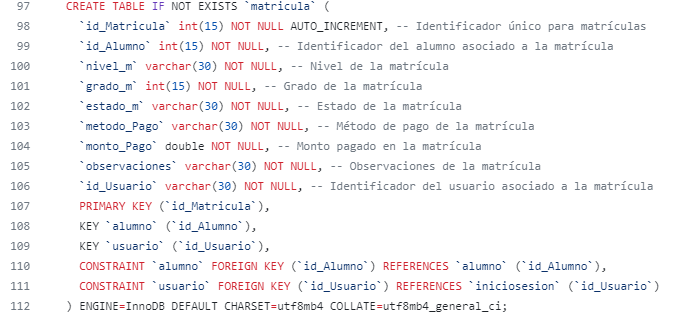 97 CREATE TABLE IF NOT EXISTS `matricula` (
98 `id_Matricula` int(15) NOT NULL AUTO_INCREMENT, -- Identificador único para matrículas
99 `id_Alumno` int(15) NOT NULL, -- Identificador del alumno asociado a la matrícula
100 `nivel_m` varchar(30) NOT NULL, -- Nivel de la matrícula
101 `grado_m` int(15) NOT NULL, -- Grado de la matrícula
102 `estado_m` varchar(30) NOT NULL, -- Estado de la matrícula
103 `metodo_Pago` varchar(30) NOT NULL, -- Método de pago de la matrícula
104 `monto_Pago` double NOT NULL, -- Monto pagado en la matrícula
105 `observaciones` varchar(30) NOT NULL, -- Observaciones de la matrícula
106 `id_Usuario` varchar(30) NOT NULL, -- Identificador del usuario asociado a la matrícula
107 PRIMARY KEY (`id_Matricula`),
108 KEY `alumno` (`id_Alumno`),
109 KEY `usuario` (`id_Usuario`),
110 CONSTRAINT `alumno` FOREIGN KEY (`id_Alumno`) REFERENCES `alumno` (`id_Alumno`),
111 CONSTRAINT `usuario` FOREIGN KEY (`id_Usuario`) REFERENCES `iniciosesion` (`id_Usuario`)
112 ) ENGINE=InnoDB DEFAULT CHARSET=utf8mb4 COLLATE=utf8mb4_general_ci;